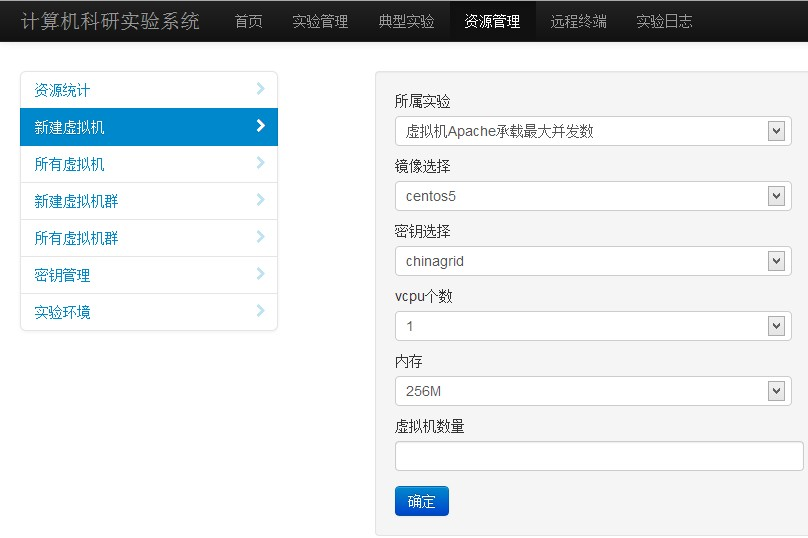 计算机科研实验系统 首页 实验管理 典型实验 资源管理 远程终端 实验日志
资源统计
新建虚拟机
所有虚拟机
新建虚拟机群
所有虚拟机群
密钥管理
实验环境
所属实验
虚拟机Apache承载最大并发数
镜像选择
centos5
密钥选择
chinagrid
vcpu个数
1
内存
256M
虚拟机数量
确定